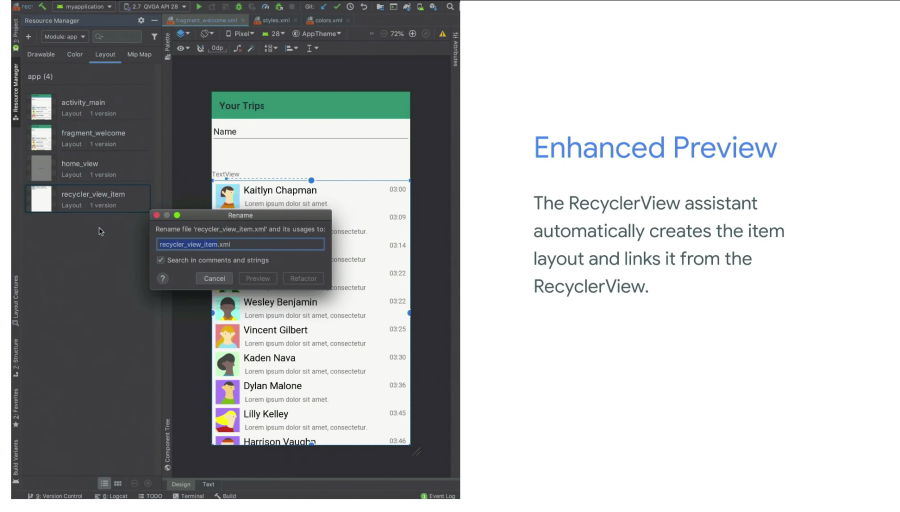 myapplication
2.7 QVGA API 28
Git:
Resource Manager
fragment_welcome.xml
styles.xml
colors.xml
Module: app
Pixel
28
AppTheme
72%
0dp
Drawable
Color
Layout
Mip Map
app (4)
activity_main
Layout 1 version
fragment_welcome
Layout 1 version
home_view
Layout 1 version
recycler_view_item
Layout 1 version
1: Project
Resource Manager
Layout Captures
Z: Structure
2: Favorites
Build Variants
Palette
Component Tree
Attributes
Your Trips
Name
TextView
Kaitlyn Chapman
03:00
Lorem ipsum dolor sit amet
03:09
onsectetur.
03:14
onsectetur
03:22
onsectetur
Rename
Rename file 'recycler_view_item.xml' and its usages to:
recycler_view_item.xml
Search in comments and strings
?
Cancel
Preview
Refactor
Wesley Benjamin
03:22
Lorem ipsum dolor sit amet, consectetur
Vincent Gilbert
03:25
Lorem ipsum dolor sit amet, consectetur
Kaden Nava
03:30
Lorem ipsum dolor sit amet, consectetur
Dylan Malone
03:36
Lorem ipsum dolor sit amet.
Lilly Kelley
03:45
Lorem ipsum dolor sit amet, consectetur.
Harrison Vaughn
03:46
Design
Text
9: Version Control
6: Logcat
TODO
Terminal
Build
1 Event Log
Enhanced Preview
The RecyclerView assistant
automatically creates the item
layout and links it from the
RecyclerView.